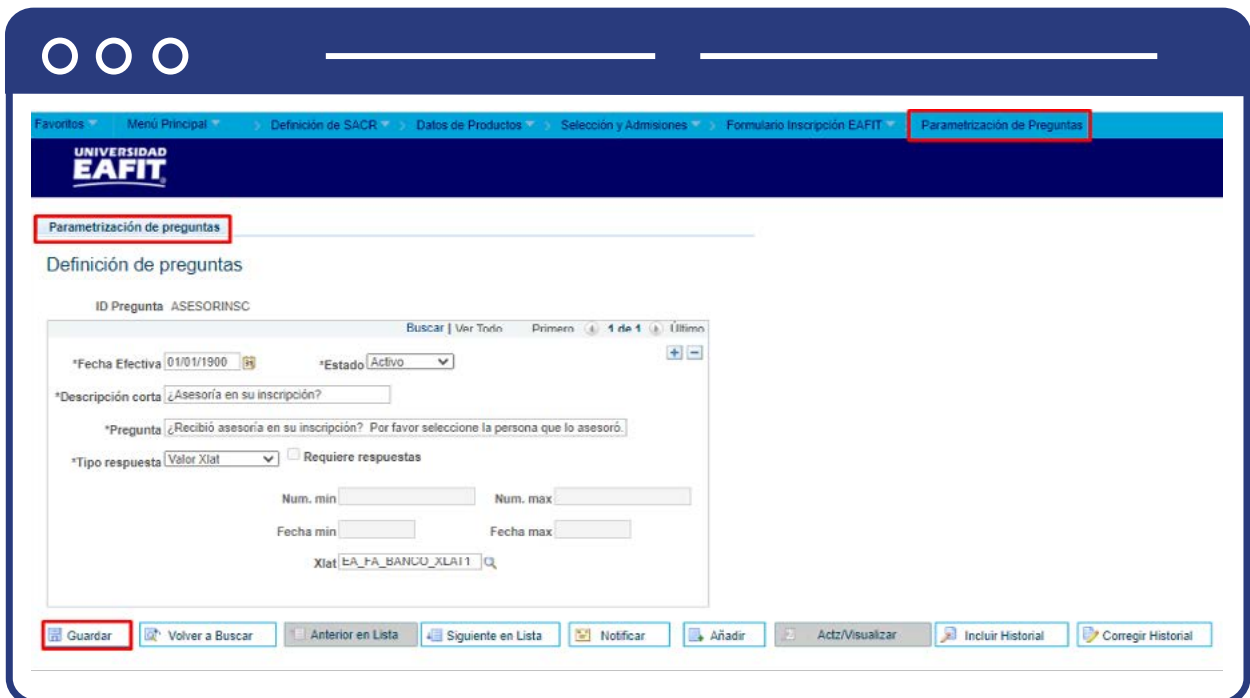 Favoritos Menú Principal > Definición de SACR > Datos de Productos > Selección y Admisiones > Formulario Inscripción EAFIT Parametrización de Preguntas
UNIVERSIDAD
EAFIT
Parametrización de preguntas
Definición de preguntas
ID Pregunta ASESORINSC
Buscar | Ver Todo Primero 1 de 1 Último
*Fecha Efectiva 01/01/1900 *Estado Activo
*Descripción corta ¿Asesoría en su inscripción?
*Pregunta ¿Recibió asesoría en su inscripción? Por favor seleccione la persona que lo asesoró.
*Tipo respuesta Valor Xlat Requiere respuestas
Num. min Num. max
Fecha min Fecha max
Xlat EA_FA_BANCO_XLAT1
Guardar Volver a Buscar Anterior en Lista Siguiente en Lista Notificar Añadir Actz/Visualizar Incluir Historial Corregir Historial